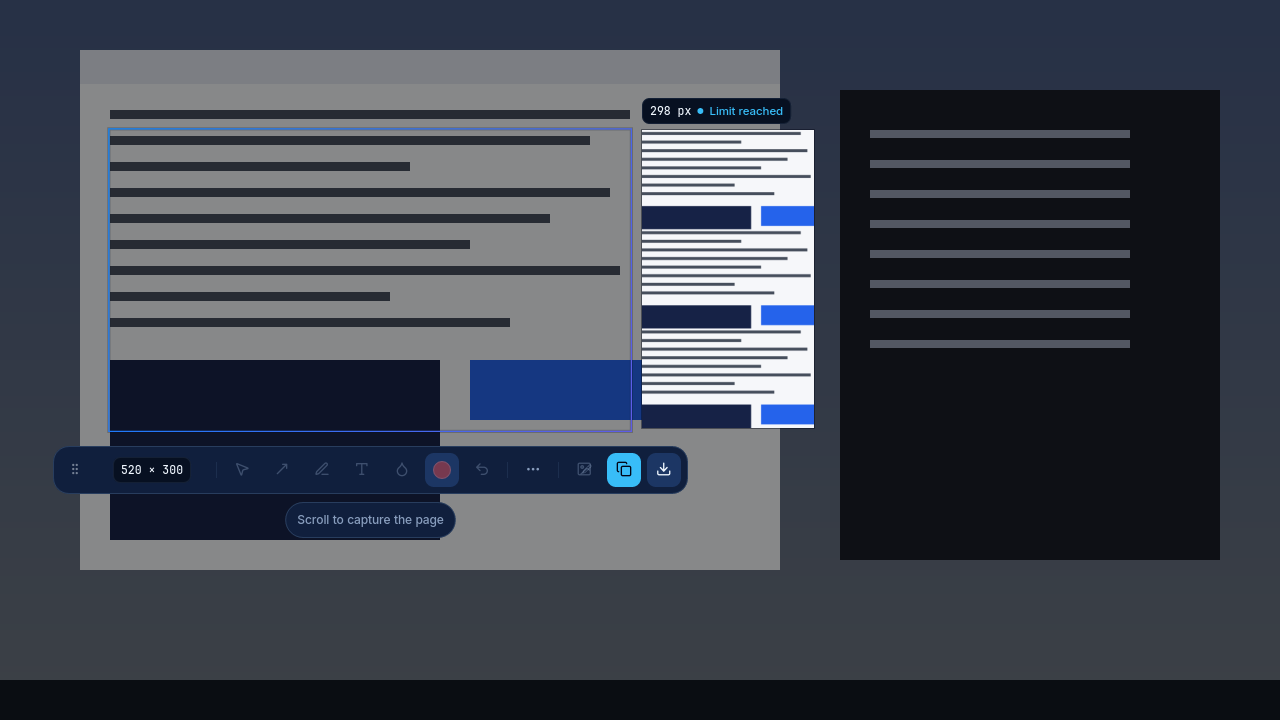 298 px ● Limit reached
520 × 300
Scroll to capture the page